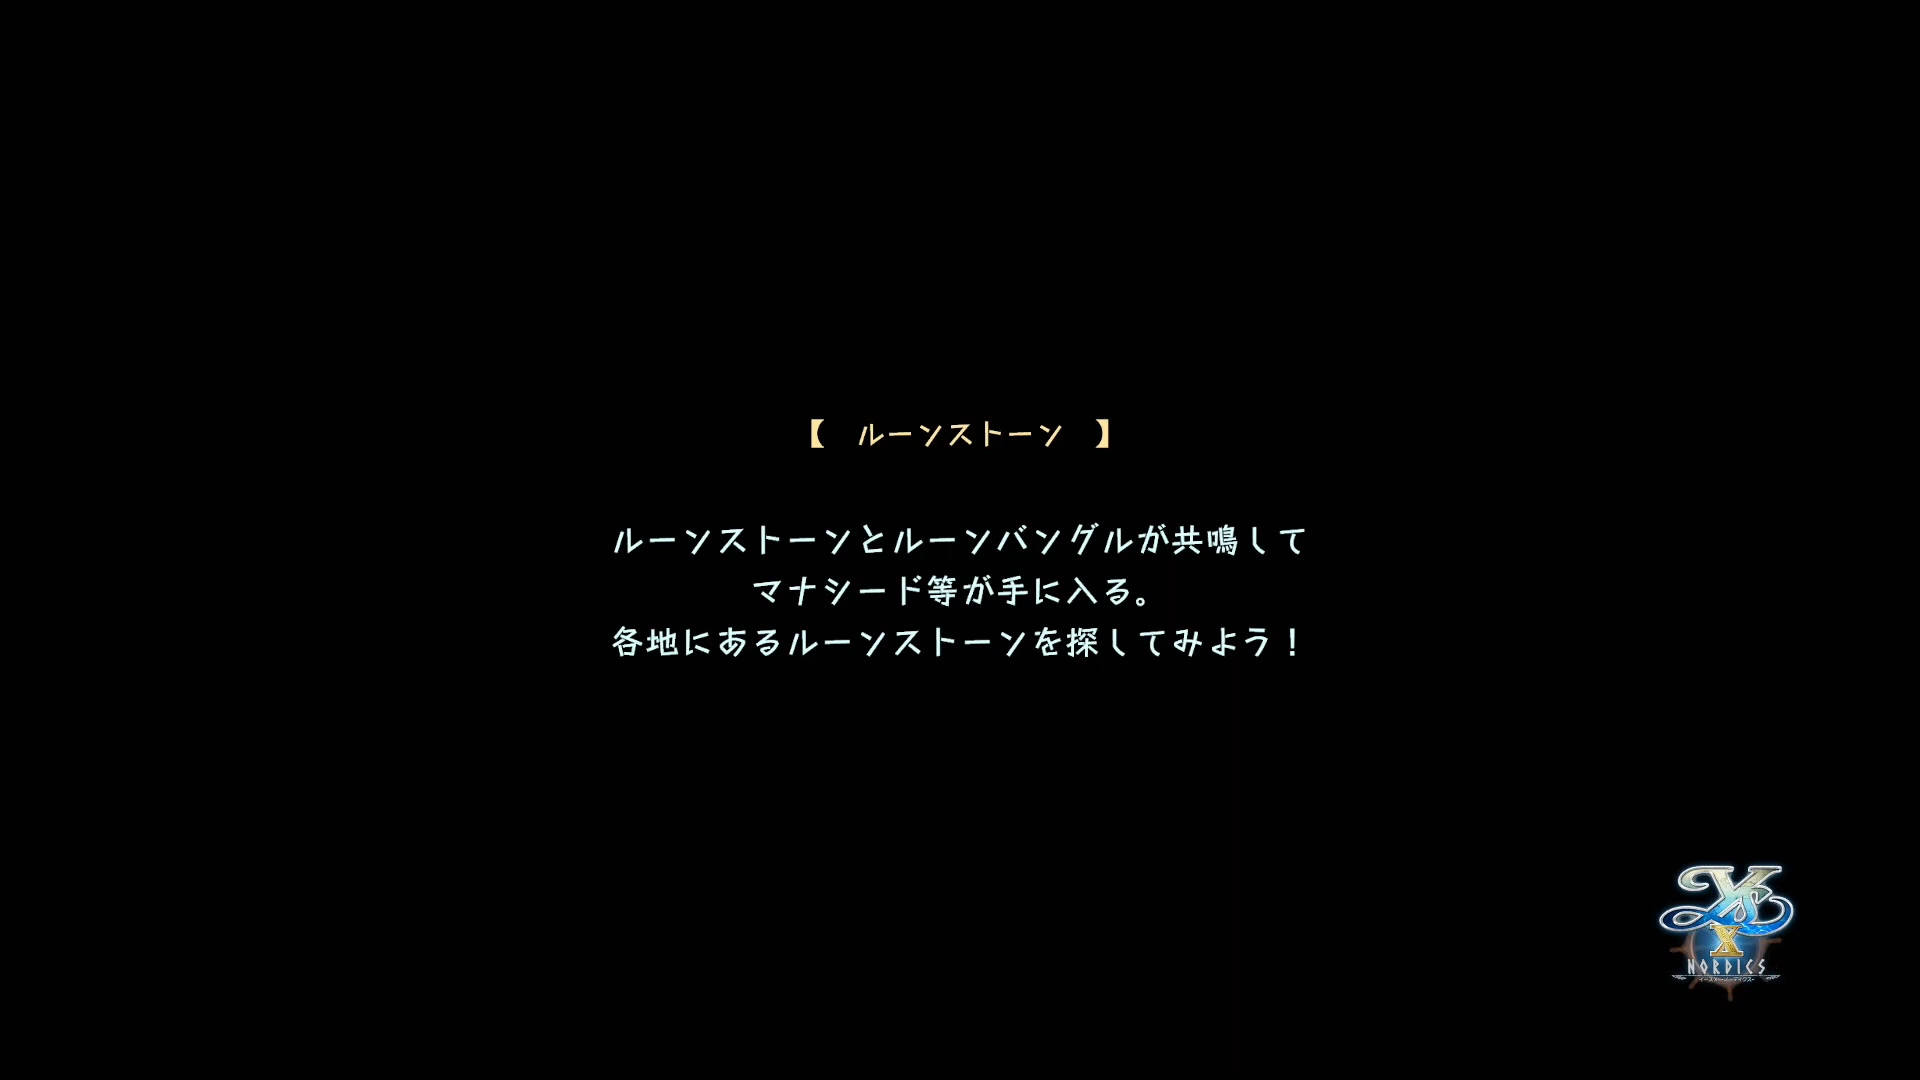 【　ルーンストーン　】
ルーンストーンとルーンバングルが共鳴して
マナシード等が手に入る。
各地にあるルーンストーンを探してみよう！
Ys
X
NORDICS